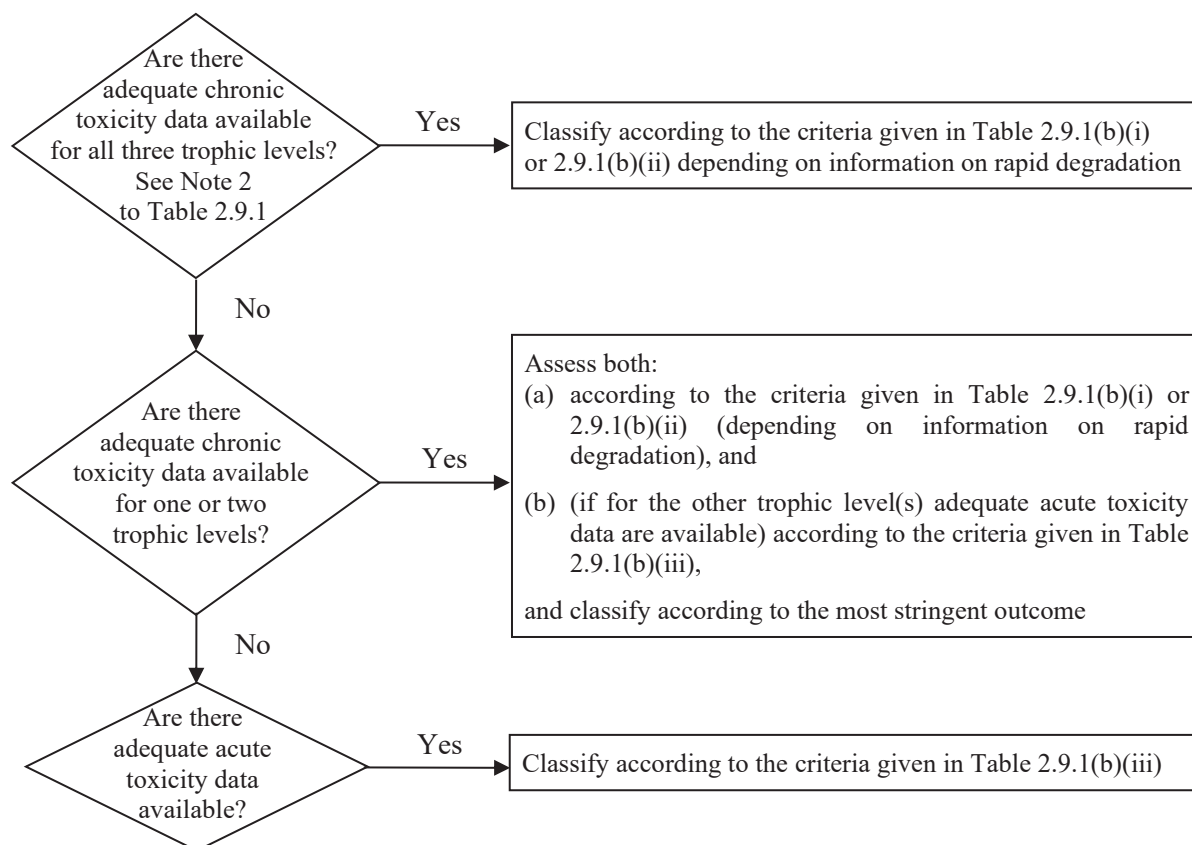 Are there
adequate chronic
toxicity data available
for all three trophic levels?
See Note 2
to Table 2.9.1
Yes
Classify according to the criteria given in Table 2.9.1(b)(i)
or 2.9.1(b)(ii) depending on information on rapid degradation
No
Are there
adequate chronic
toxicity data available
for one or two
trophic levels?
Yes
Assess both:
(a) according to the criteria given in Table 2.9.1(b)(i) or
2.9.1(b)(ii) (depending on information on rapid
degradation), and
(b) (if for the other trophic level(s) adequate acute toxicity
data are available) according to the criteria given in Table
2.9.1(b)(iii),
and classify according to the most stringent outcome
No
Are there
adequate acute
toxicity data
available?
Yes
Classify according to the criteria given in Table 2.9.1(b)(iii)